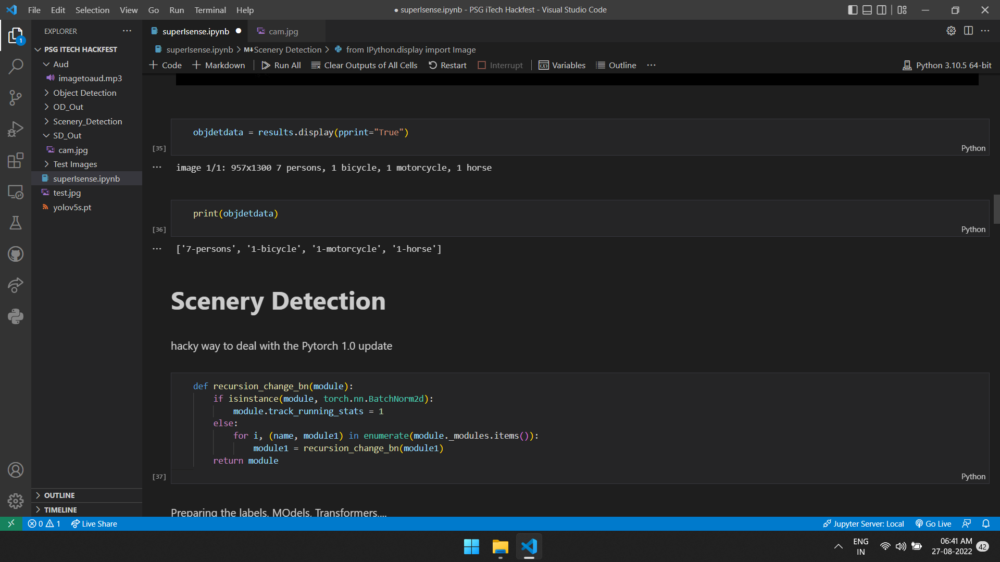 File Edit Selection View Go Run Terminal Help
● superIsense.ipynb - PSG iTech Hackfest - Visual Studio Code
EXPLORER
PSG ITECH HACKFEST
Aud
imagetoaud.mp3
Object Detection
OD_Out
Scenery_Detection
SD_Out
cam.jpg
Test Images
superIsense.ipynb
test.jpg
yolov5s.pt
OUTLINE
TIMELINE
1
superIsense.ipynb ● cam.jpg
superIsense.ipynb > M↓Scenery Detection > from IPython.display import Image
+ Code + Markdown Run All Clear Outputs of All Cells Restart Interrupt Variables Outline ···
Python 3.10.5 64-bit
objdetdata = results.display(pprint="True")
[35] Python
image 1/1: 957x1300 7 persons, 1 bicycle, 1 motorcycle, 1 horse
print(objdetdata)
[36] Python
['7-persons', '1-bicycle', '1-motorcycle', '1-horse']
Scenery Detection
hacky way to deal with the Pytorch 1.0 update
def recursion_change_bn(module):
if isinstance(module, torch.nn.BatchNorm2d):
module.track_running_stats = 1
else:
for i, (name, module1) in enumerate(module._modules.items()):
module1 = recursion_change_bn(module1)
return module
[37] Python
Preparing the labels, MOdels, Transformers....
0 1 Live Share
Jupyter Server: Local Go Live
ENG
IN
06:41 AM
27-08-2022
42